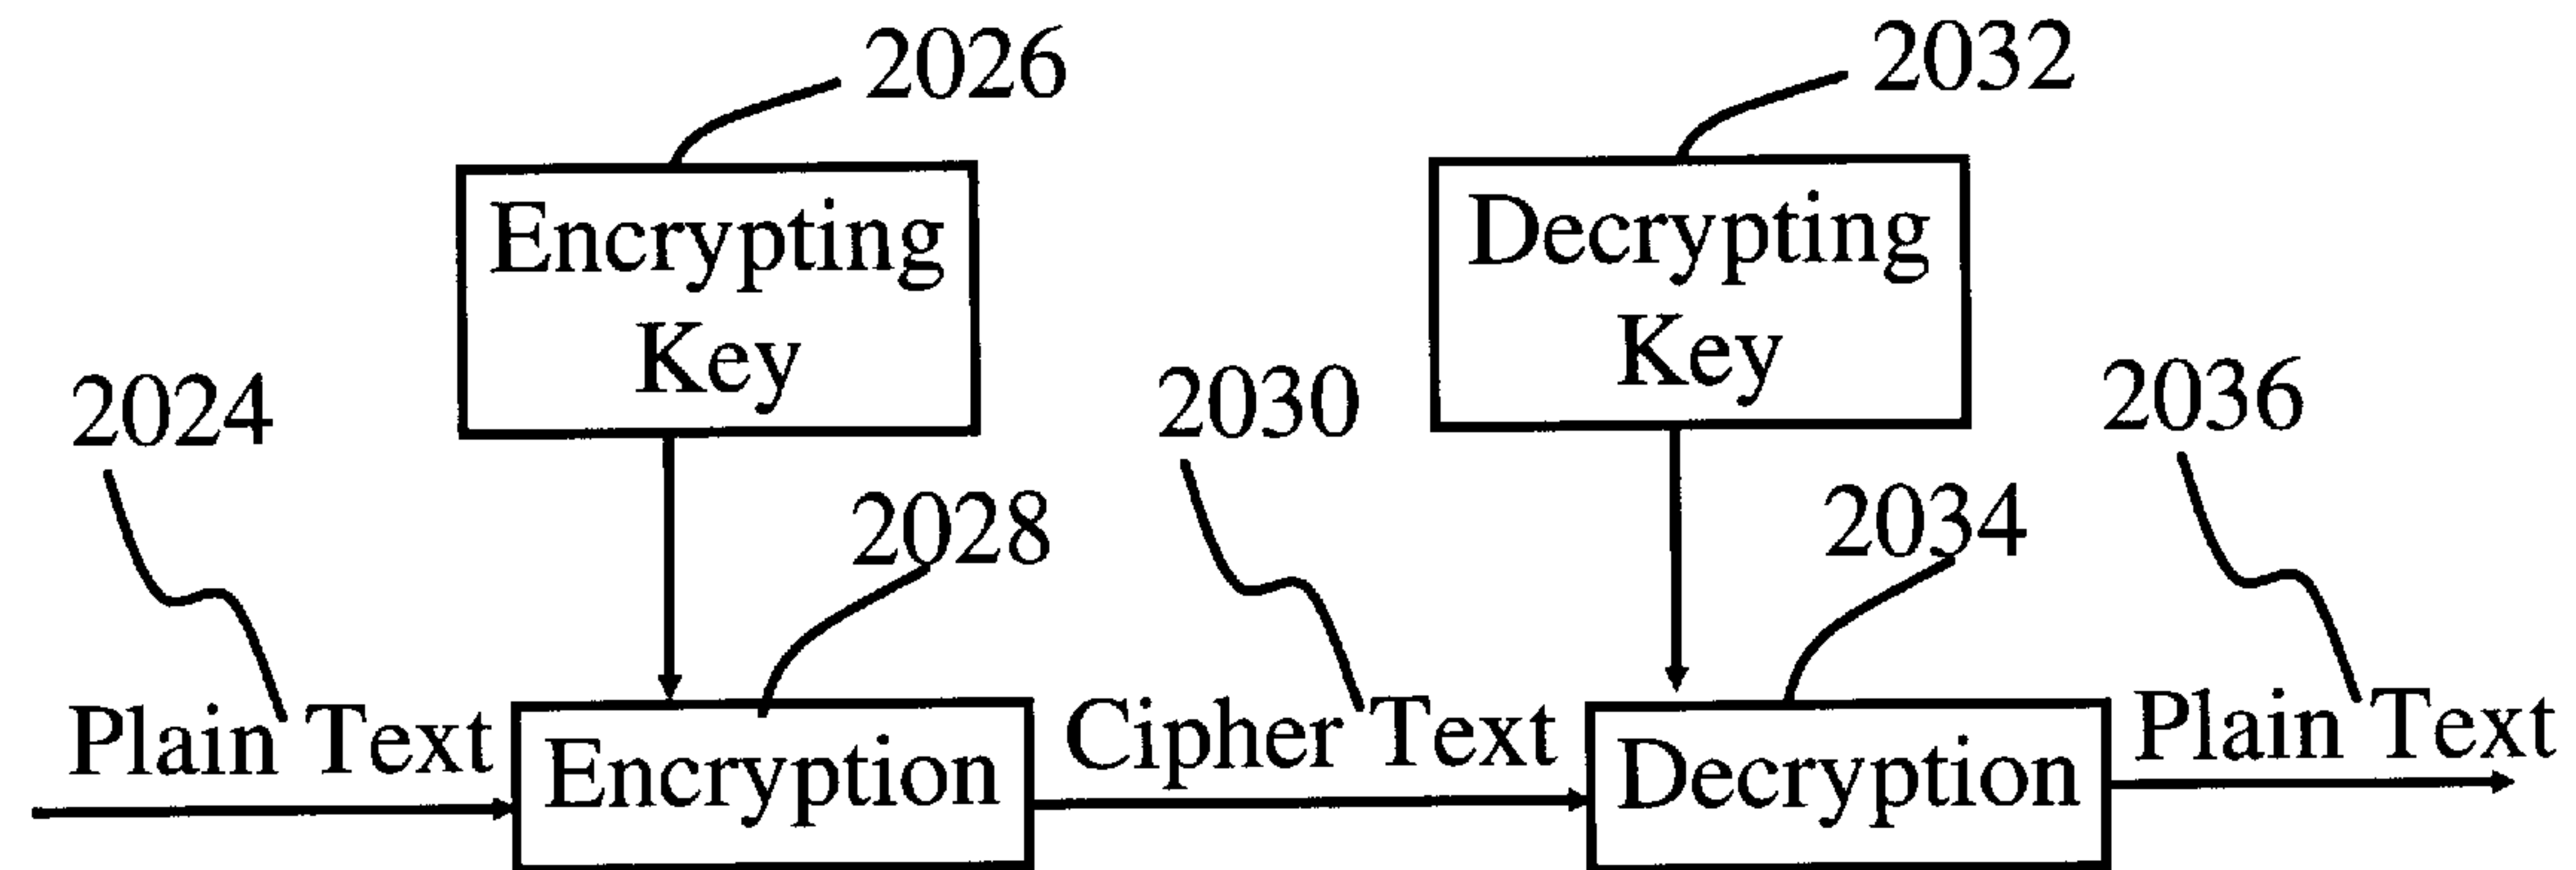 2026
2032
Encrypting
Key
Decrypting
Key
2024
2030
2036
2028
2034
Plain Text
Encryption
Cipher Text
Decryption
Plain Text